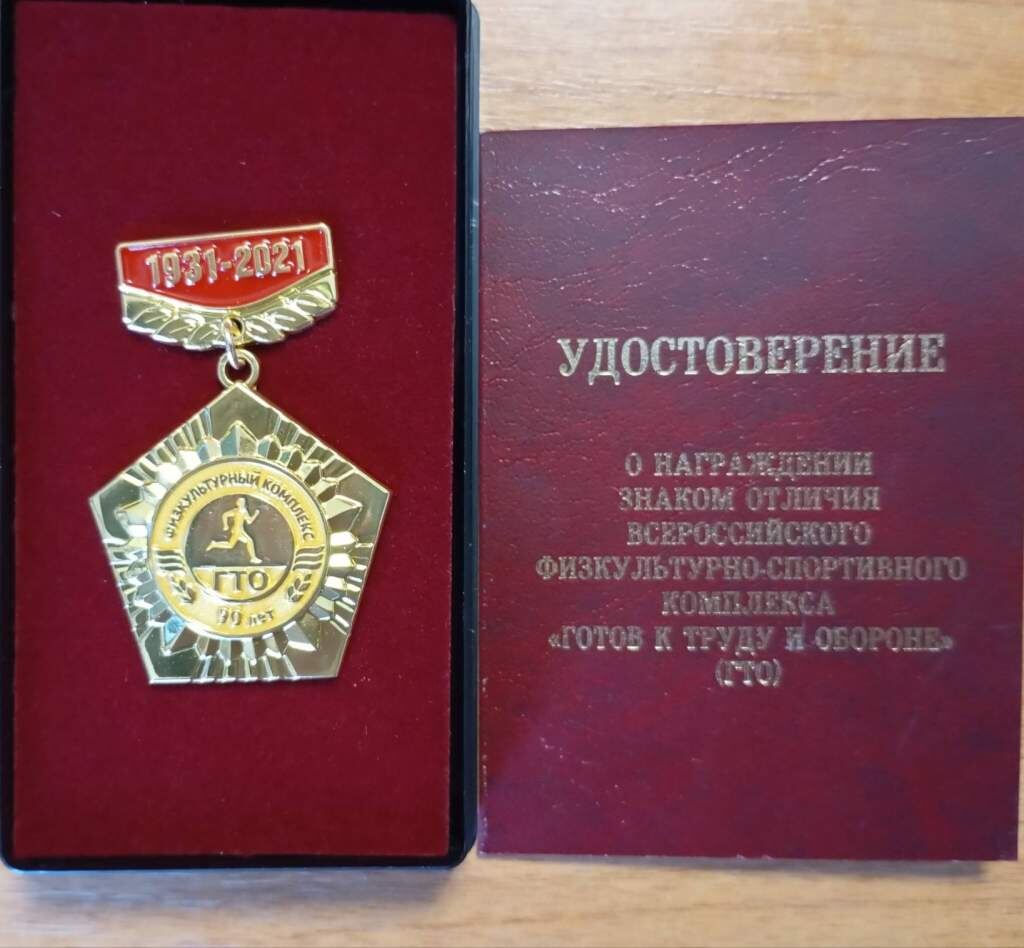 1931-2021
ФИЗКУЛЬТУРНЫЙ КОМПЛЕКС
ГТО
90 лет
УДОСТОВЕРЕНИЕ
О НАГРАЖДЕНИИ
ЗНАКОМ ОТЛИЧИЯ
ВСЕРОССИЙСКОГО
ФИЗКУЛЬТУРНО-СПОРТИВНОГО
КОМПЛЕКСА
«ГОТОВ К ТРУДУ И ОБОРОНЕ»
(ГТО)